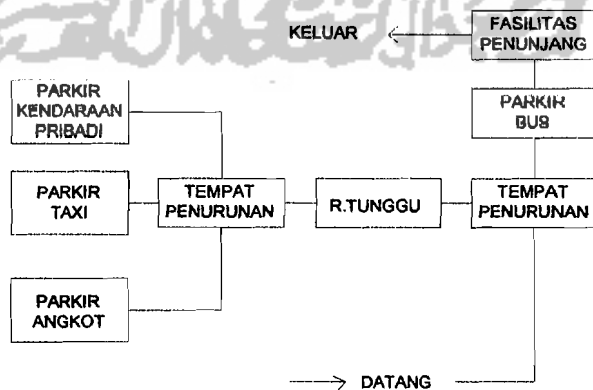 KELUAR
FASILITAS
PENUNJANG
PARKIR
KENDARAAN
PRIBADI
PARKIR
BUS
PARKIR
TAXI
TEMPAT
PENURUNAN
R.TUNGGU
TEMPAT
PENURUNAN
PARKIR
ANGKOT
DATANG